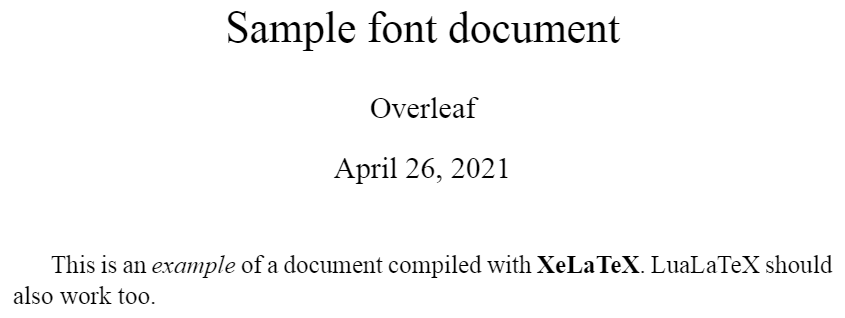 Sample font document
Overleaf
April 26, 2021
This is an example of a document compiled with XeLaTeX. LuaLaTeX should
also work too.